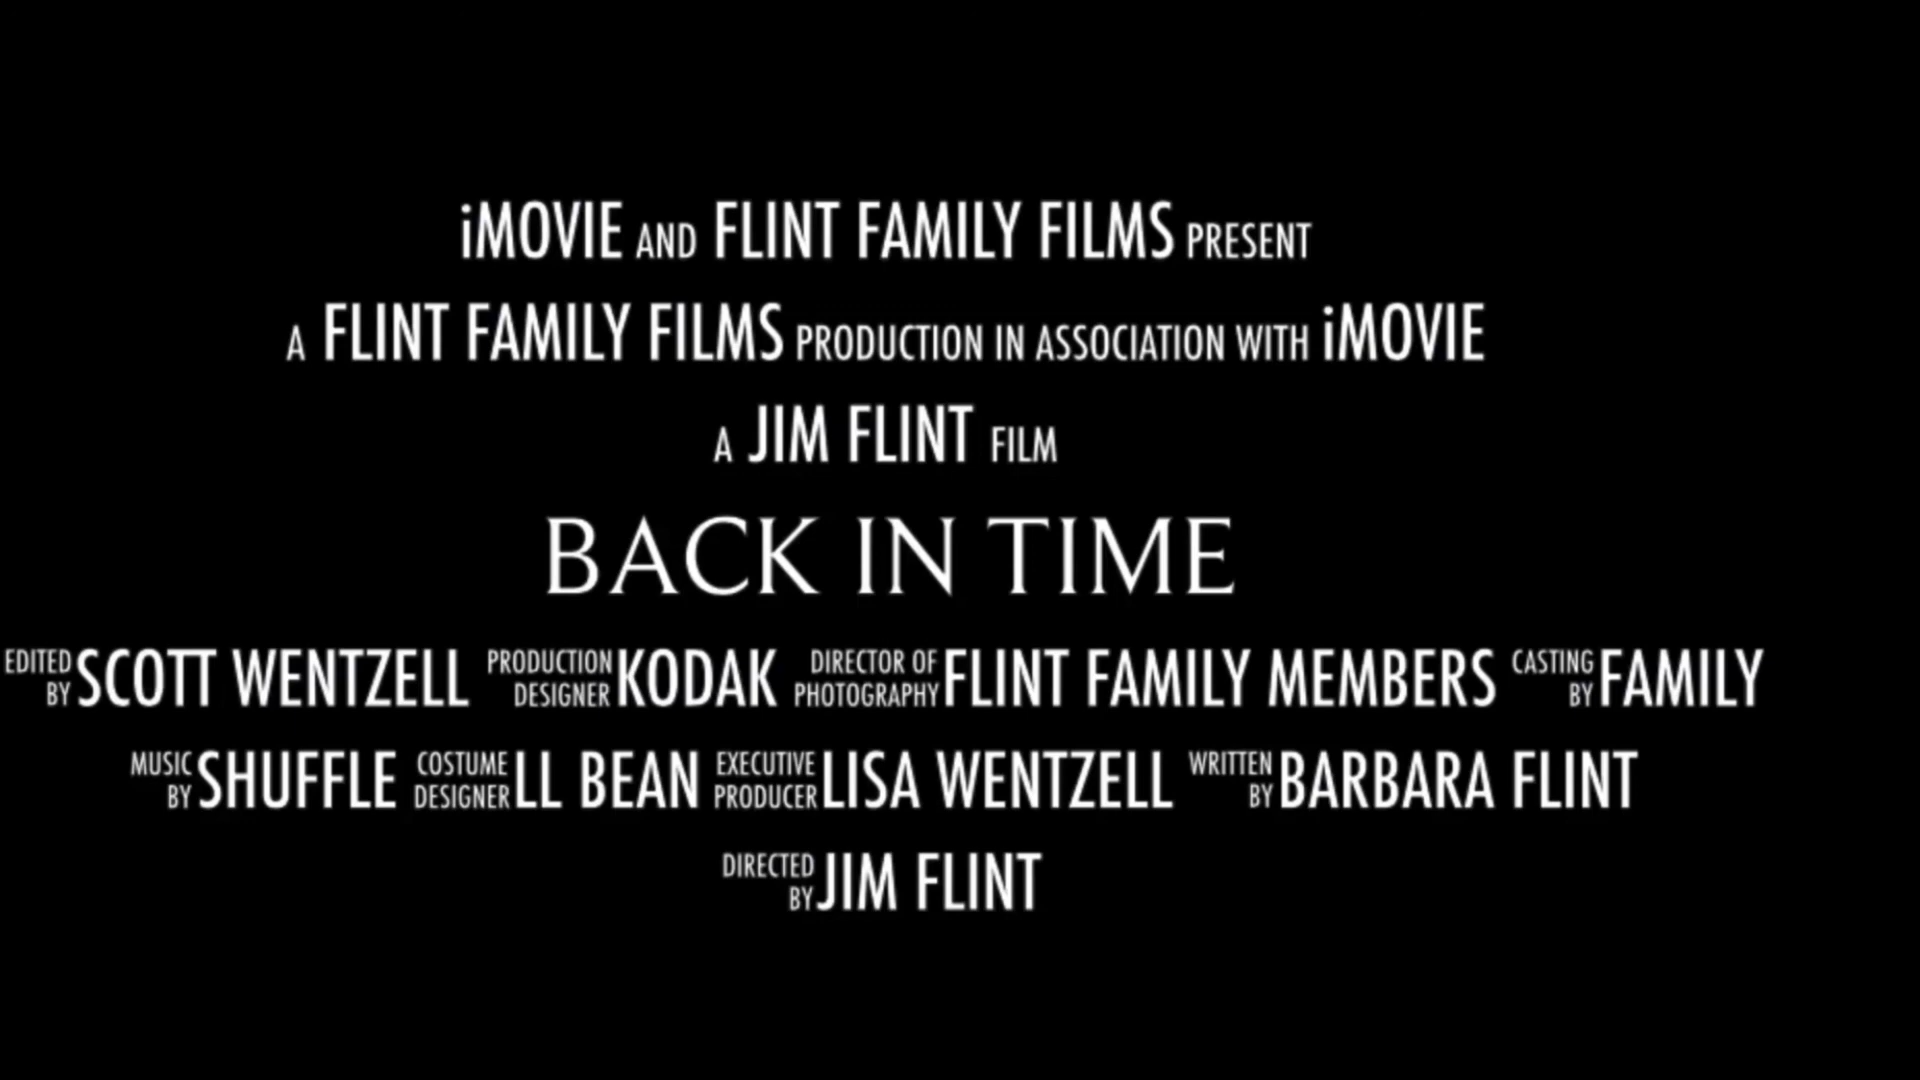 iMOVIE AND FLINT FAMILY FILMS PRESENT
A FLINT FAMILY FILMS PRODUCTION IN ASSOCIATION WITH iMOVIE
A JIM FLINT FILM
BACK IN TIME
EDITED BY SCOTT WENTZELL PRODUCTION DESIGNER KODAK DIRECTOR OF PHOTOGRAPHY FLINT FAMILY MEMBERS CASTING BY FAMILY
MUSIC BY SHUFFLE COSTUME DESIGNER LL BEAN EXECUTIVE PRODUCER LISA WENTZELL WRITTEN BY BARBARA FLINT
DIRECTED BY JIM FLINT